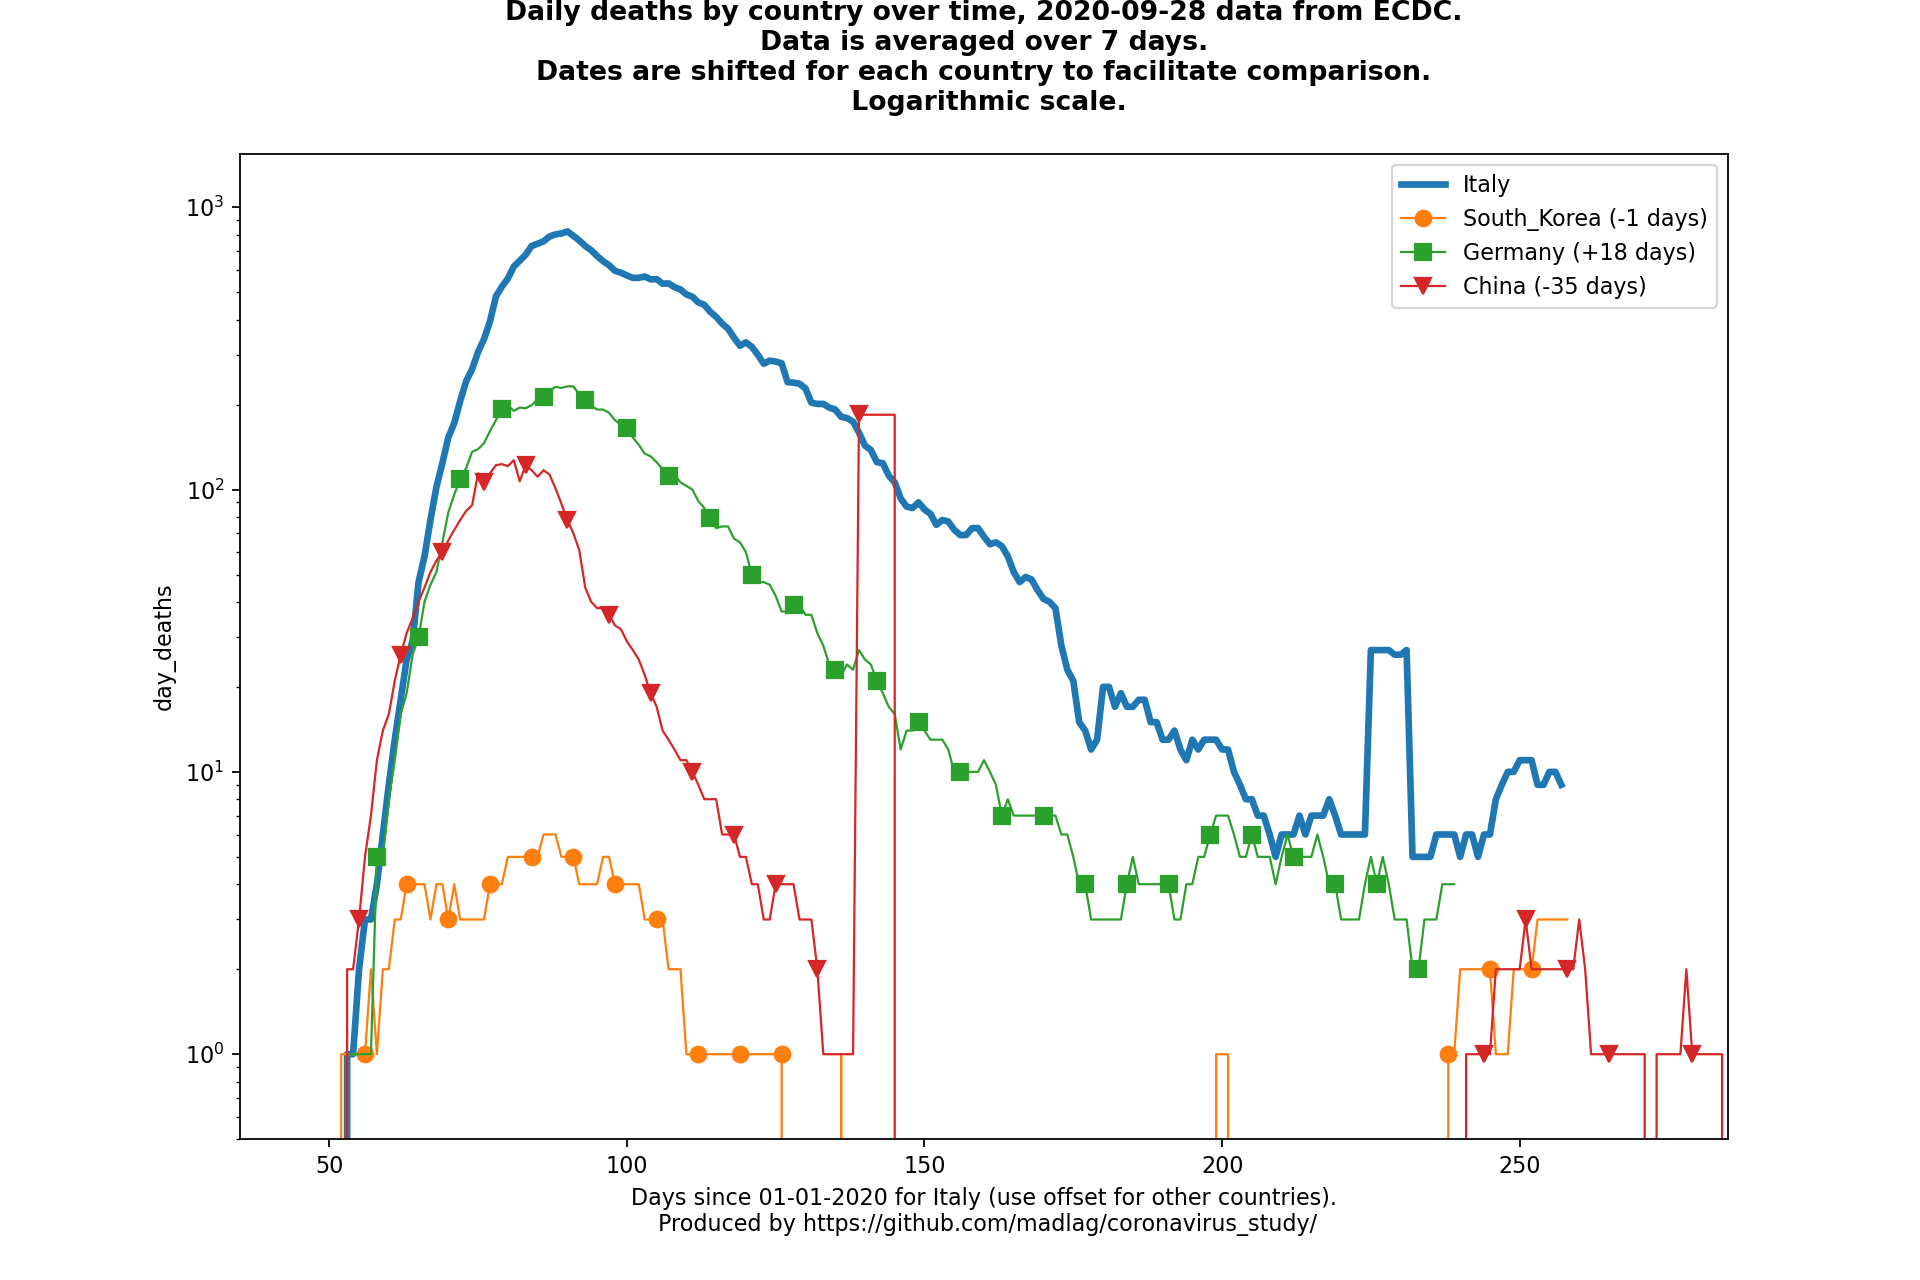 Daily deaths by country over time, 2020-09-28 data from ECDC.
Data is averaged over 7 days.
Dates are shifted for each country to facilitate comparison.
Logarithmic scale.
Italy
South_Korea (-1 days)
Germany (+18 days)
China (-35 days)
10³
10²
10¹
10⁰
day_deaths
50 100 150 200 250
Days since 01-01-2020 for Italy (use offset for other countries).
Produced by https://github.com/madlag/coronavirus_study/